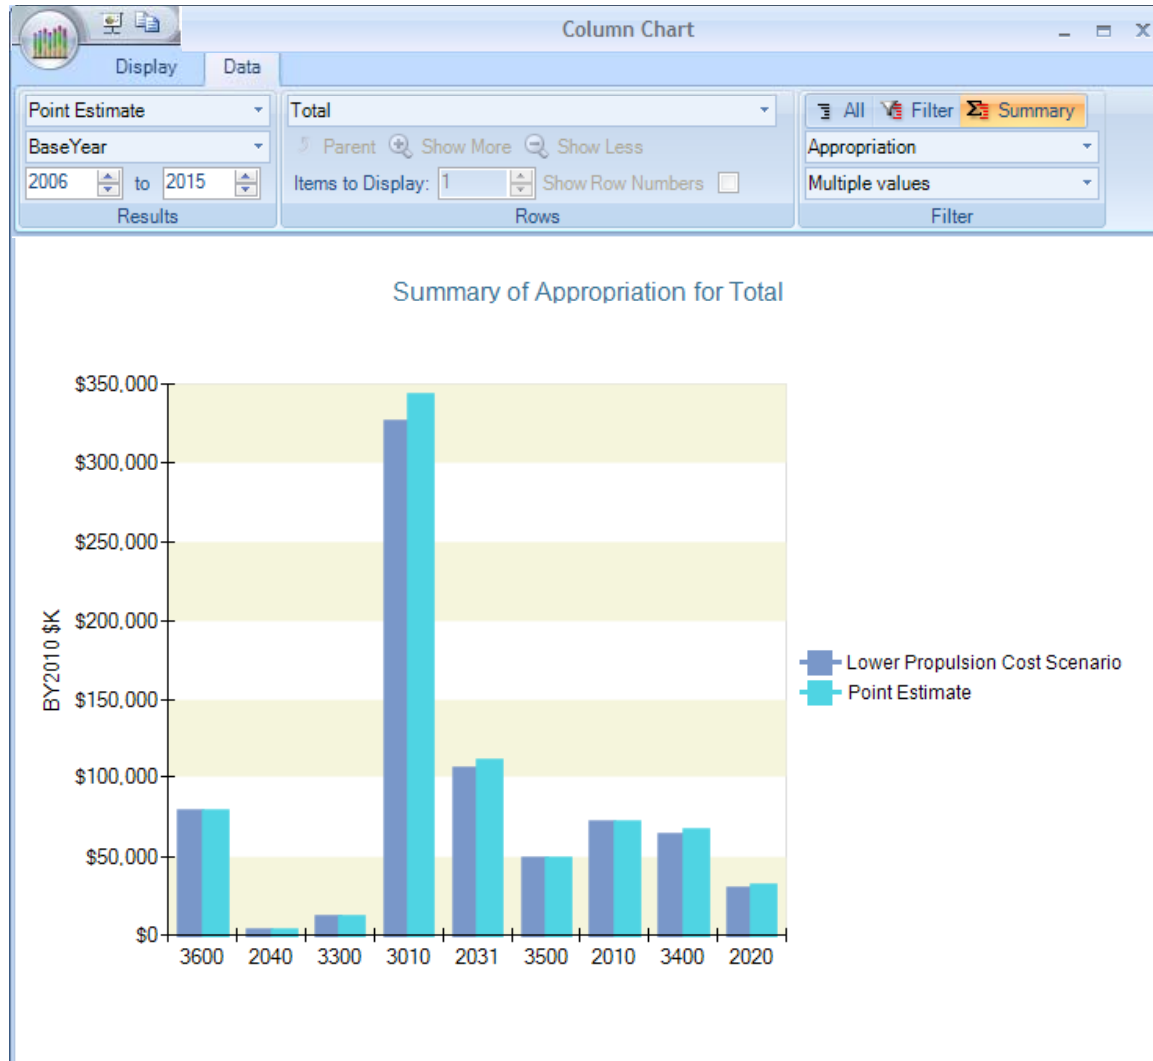 Column Chart
Display Data
Point Estimate
BaseYear
2006 to 2015
Results
Total
Parent Show More Show Less
Items to Display: 1 Show Row Numbers
Rows
All Filter Summary
Appropriation
Multiple values
Filter
Summary of Appropriation for Total
BY2010 $K
$350,000
$300,000
$250,000
$200,000
$150,000
$100,000
$50,000
$0
3600 2040 3300 3010 2031 3500 2010 3400 2020
Lower Propulsion Cost Scenario
Point Estimate